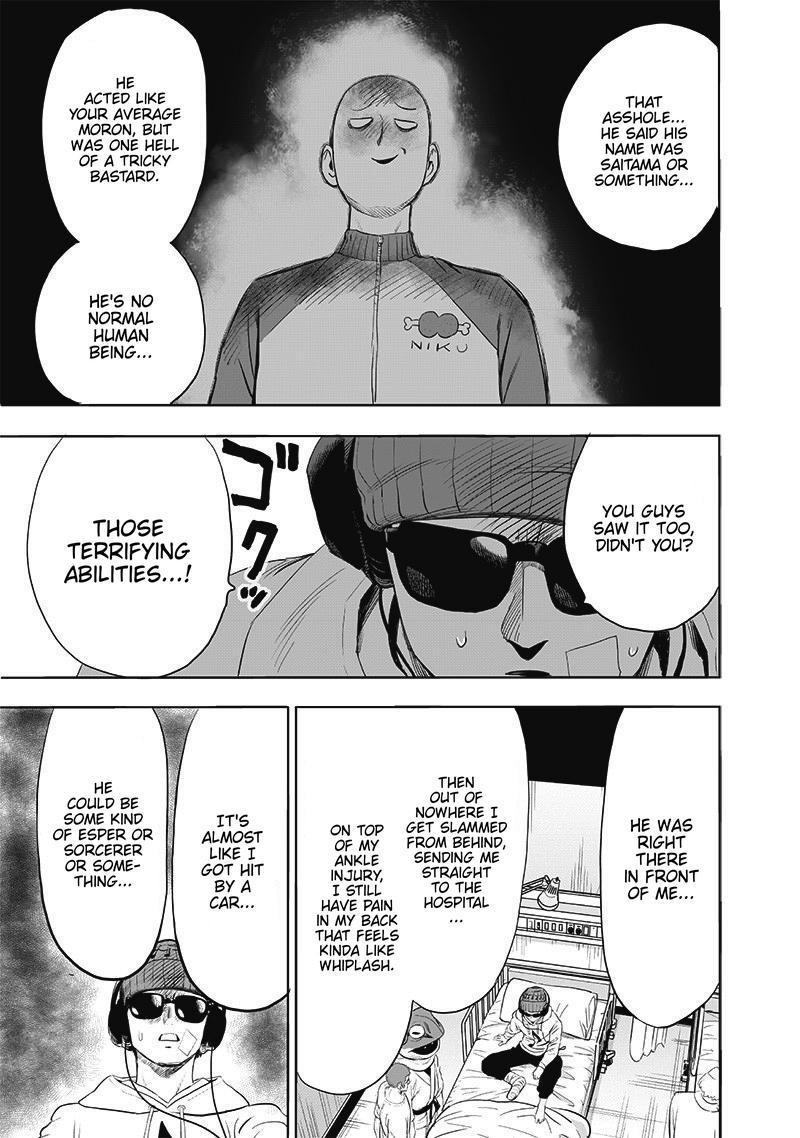 THAT
ASSHOLE...
HE SAID HIS
NAME WAS
SAITAMA OR
SOMETHING...
HE
ACTED LIKE
YOUR AVERAGE
MORON, BUT
WAS ONE HELL
OF A TRICKY
BASTARD.
HE'S NO
NORMAL
HUMAN
BEING...
NIKU
YOU GUYS
SAW IT TOO,
DIDN'T YOU?
ゴクッ
THOSE
TERRIFYING
ABILITIES...!
HE WAS
RIGHT
THERE
IN FRONT
OF ME...
THEN
OUT OF
NOWHERE I
GET SLAMMED
FROM BEHIND,
SENDING ME
STRAIGHT
TO THE
HOSPITAL
...
ON TOP
OF MY
ANKLE
INJURY,
I STILL
HAVE PAIN
IN MY BACK
THAT FEELS
KINDA LIKE
WHIPLASH.
IT'S
ALMOST
LIKE I
GOT HIT
BY A
CAR...
HE
COULD BE
SOME KIND
OF ESPER OR
SORCERER
OR SOME-
THING...